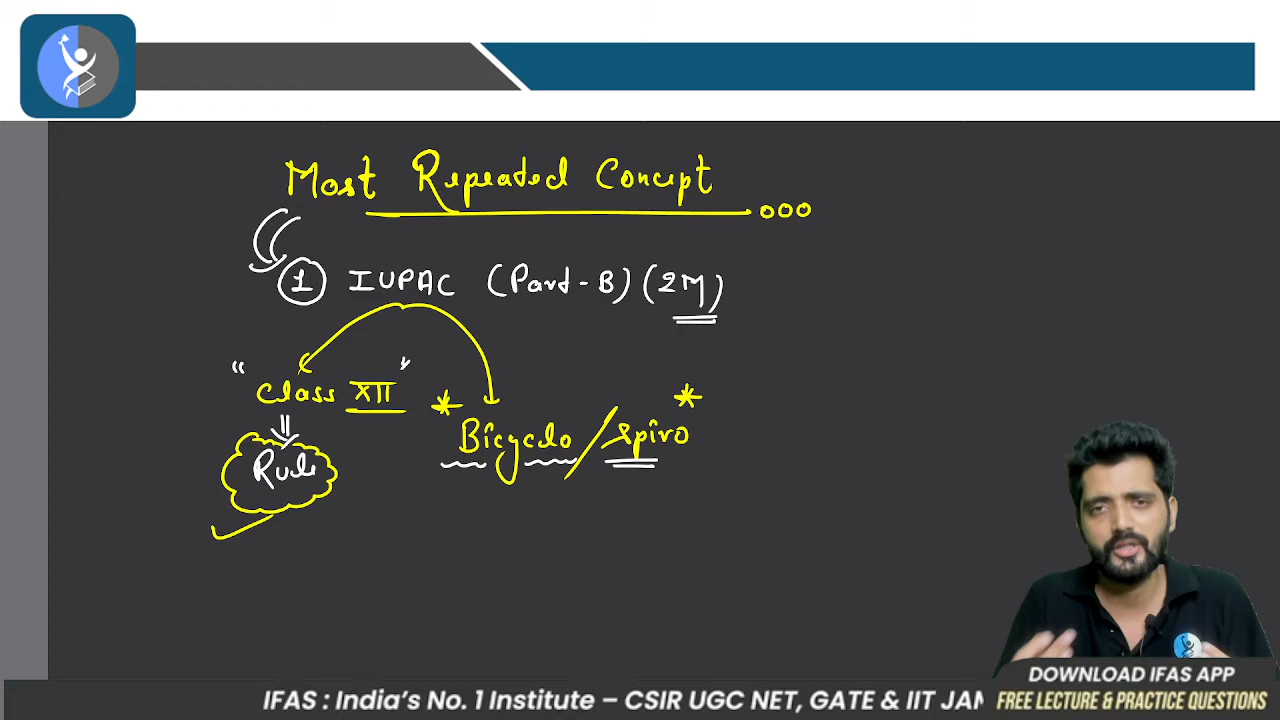 Most Repeated Concept
1 IUPAC (Part-B) (2M)
"Class XII"
* Bicyclo / Spiro *
Rule
DOWNLOAD IFAS APP
IFAS : India's No. 1 Institute – CSIR UGC NET, GATE & IIT JAM
FREE LECTURE & PRACTICE QUESTIONS